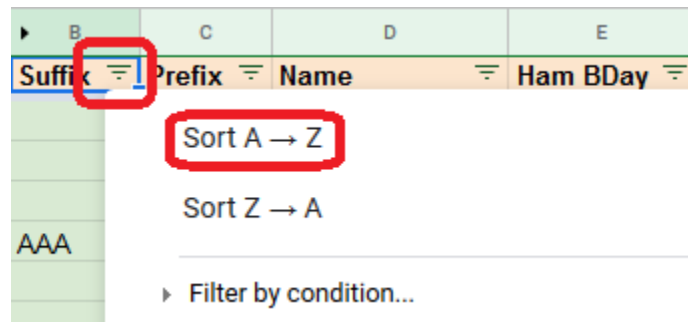 B C D E
Suffix Prefix Name Ham BDay
Sort A → Z
Sort Z → A
AAA
Filter by condition...